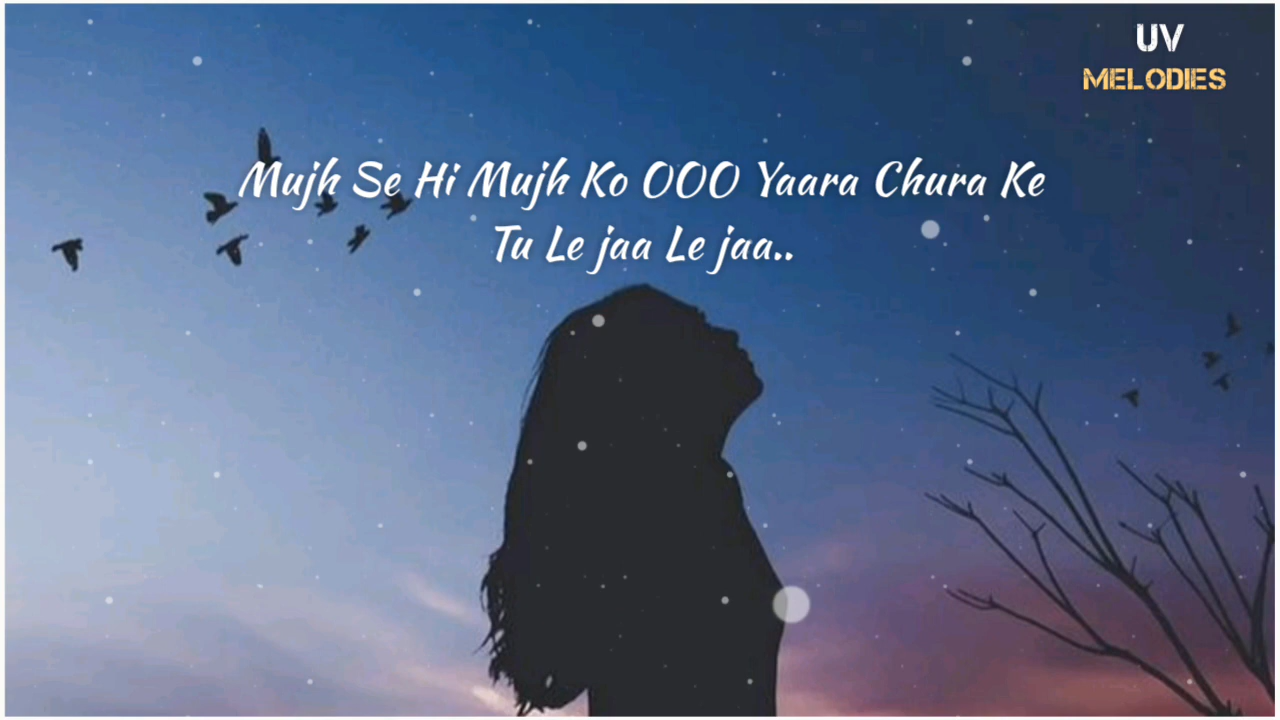 UV
MELODIES
Mujh Se Hi Mujh Ko OOO Yaara Chura Ke
Tu Le jaa Le jaa..